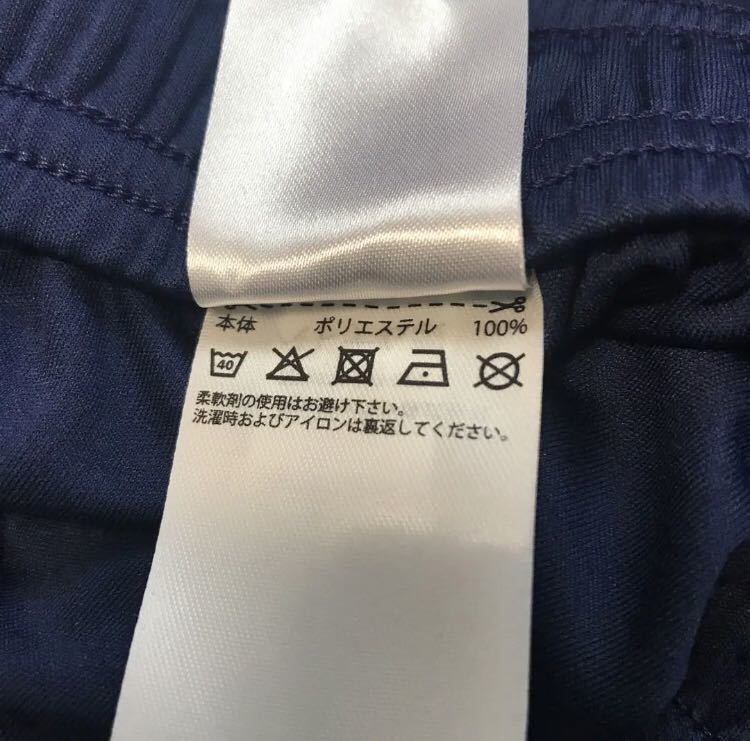 本体 ポリエステル 100%
40
柔軟剤の使用はお避け下さい。
洗濯時およびアイロンは裏返してください。